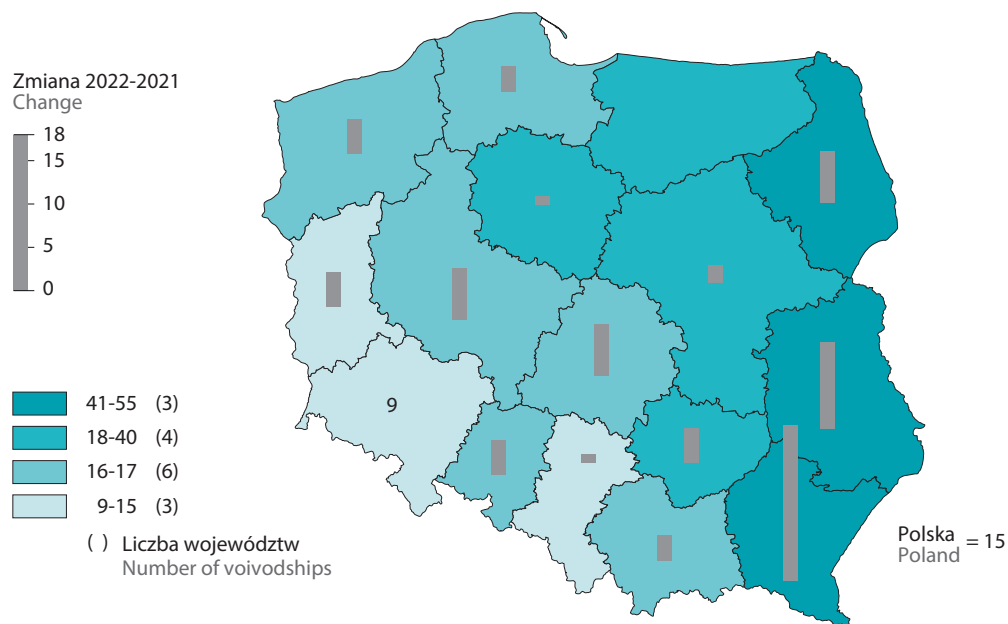 Zmiana 2022-2021
Change
18
15
10
5
0
9
41-55 (3)
18-40 (4)
16-17 (6)
9-15 (3)
( ) Liczba województw
Number of voivodships
Polska = 15
Poland